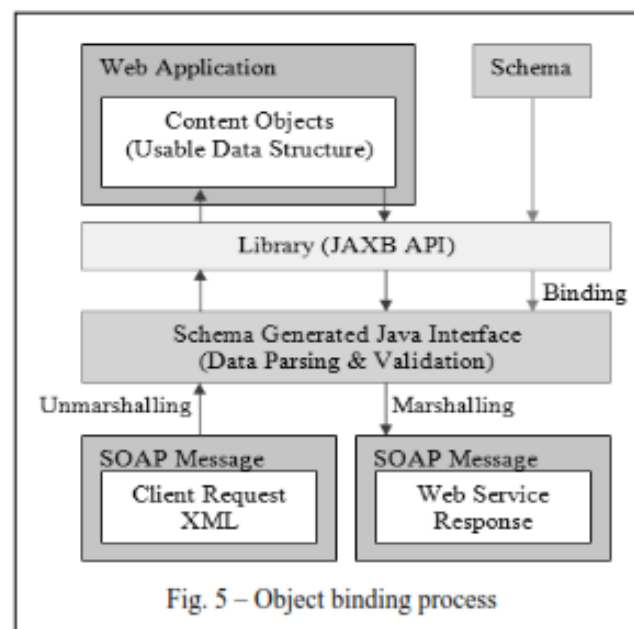 Web Application
Schema
Content Objects
(Usable Data Structure)
Library (JAXB API)
Binding
Schema Generated Java Interface
(Data Parsing & Validation)
Unmarshalling
Marshalling
SOAP Message
Client Request
XML
SOAP Message
Web Service
Response
Fig. 5 – Object binding process